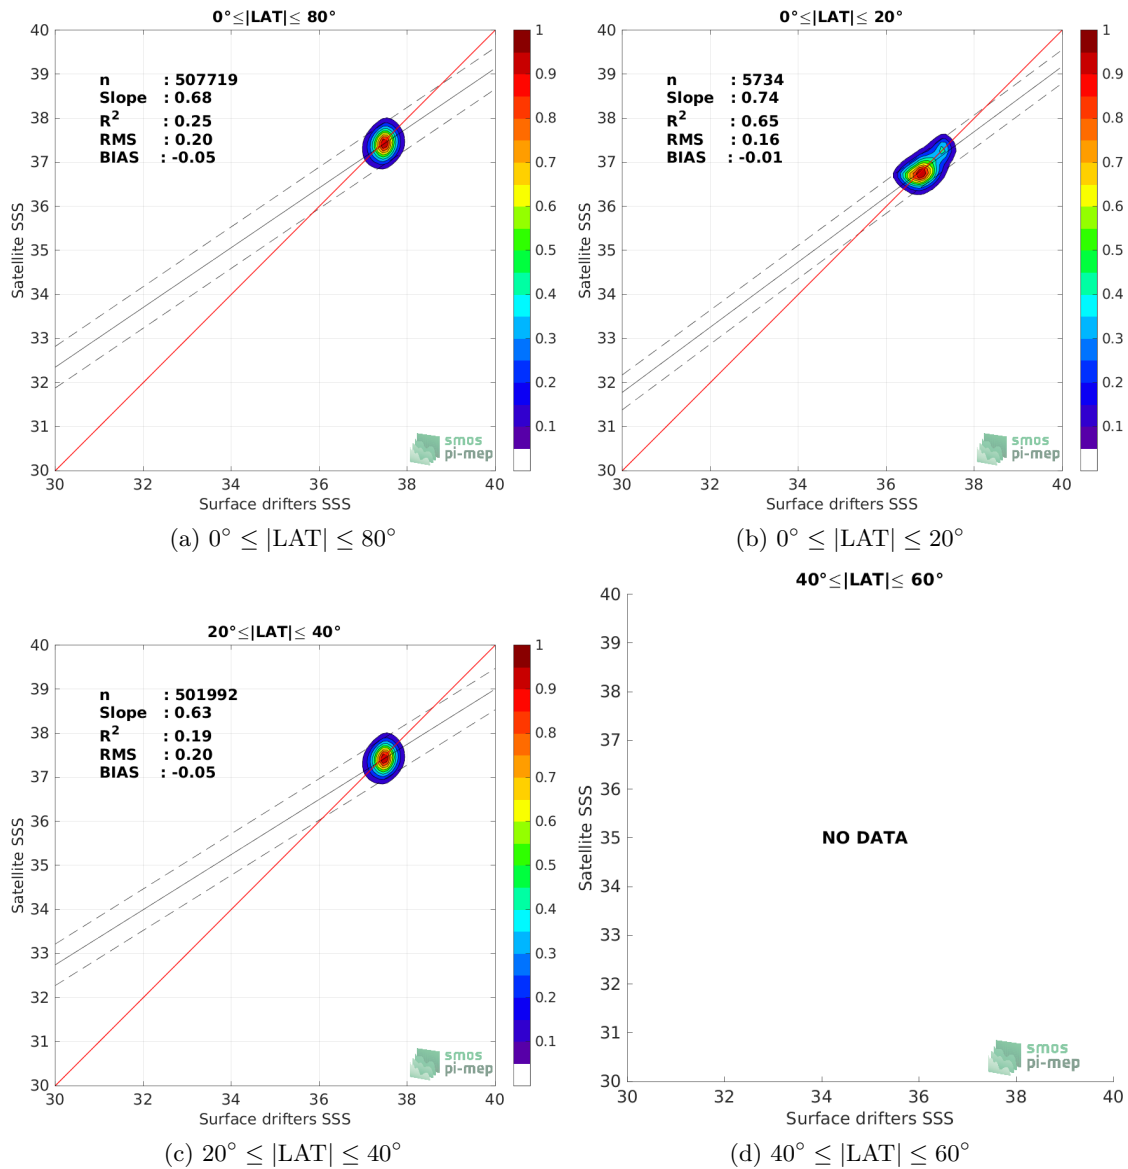 0°≤|LAT|≤ 80°
n : 507719
Slope : 0.68
R² : 0.25
RMS : 0.20
BIAS : -0.05
40
39
38
37
36
35
34
33
32
31
30
Satellite SSS
30 32 34 36 38 40
Surface drifters SSS
1
0.9
0.8
0.7
0.6
0.5
0.4
0.3
0.2
0.1
smos
pi-mep
(a) 0° ≤ |LAT| ≤ 80°
0°≤|LAT|≤ 20°
n : 5734
Slope : 0.74
R² : 0.65
RMS : 0.16
BIAS : -0.01
40
39
38
37
36
35
34
33
32
31
30
Satellite SSS
30 32 34 36 38 40
Surface drifters SSS
1
0.9
0.8
0.7
0.6
0.5
0.4
0.3
0.2
0.1
smos
pi-mep
(b) 0° ≤ |LAT| ≤ 20°
20°≤|LAT|≤ 40°
n : 501992
Slope : 0.63
R² : 0.19
RMS : 0.20
BIAS : -0.05
40
39
38
37
36
35
34
33
32
31
30
Satellite SSS
30 32 34 36 38 40
Surface drifters SSS
1
0.9
0.8
0.7
0.6
0.5
0.4
0.3
0.2
0.1
smos
pi-mep
(c) 20° ≤ |LAT| ≤ 40°
40°≤|LAT|≤ 60°
40
39
38
37
36
35
34
33
32
31
30
Satellite SSS
NO DATA
30 32 34 36 38 40
Surface drifters SSS
smos
pi-mep
(d) 40° ≤ |LAT| ≤ 60°